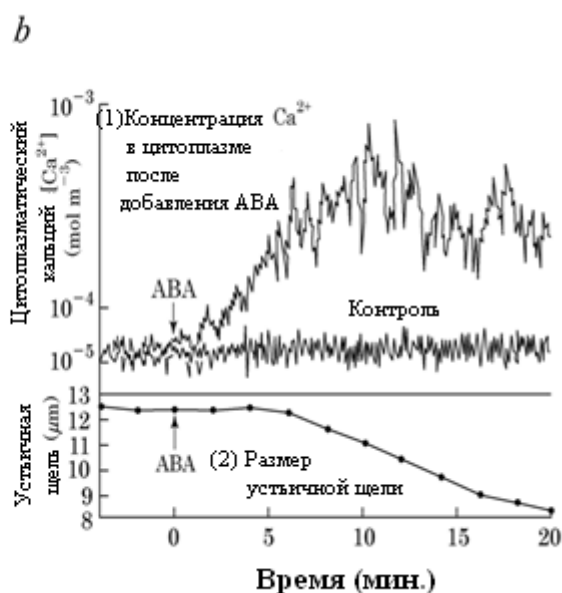 b
10⁻³
(1)Концентрация Ca²⁺
в цитоплазме
после
добавления АВА
Цитоплазматический
кальций [Ca²⁺]
(mol m⁻³)
АВА
Контроль
10⁻⁴
10⁻⁵
13
12
11
10
9
8
Устьичная
щель (μm)
АВА
(2) Размер
устьичной щели
0
5
10
15
20
Время (мин.)